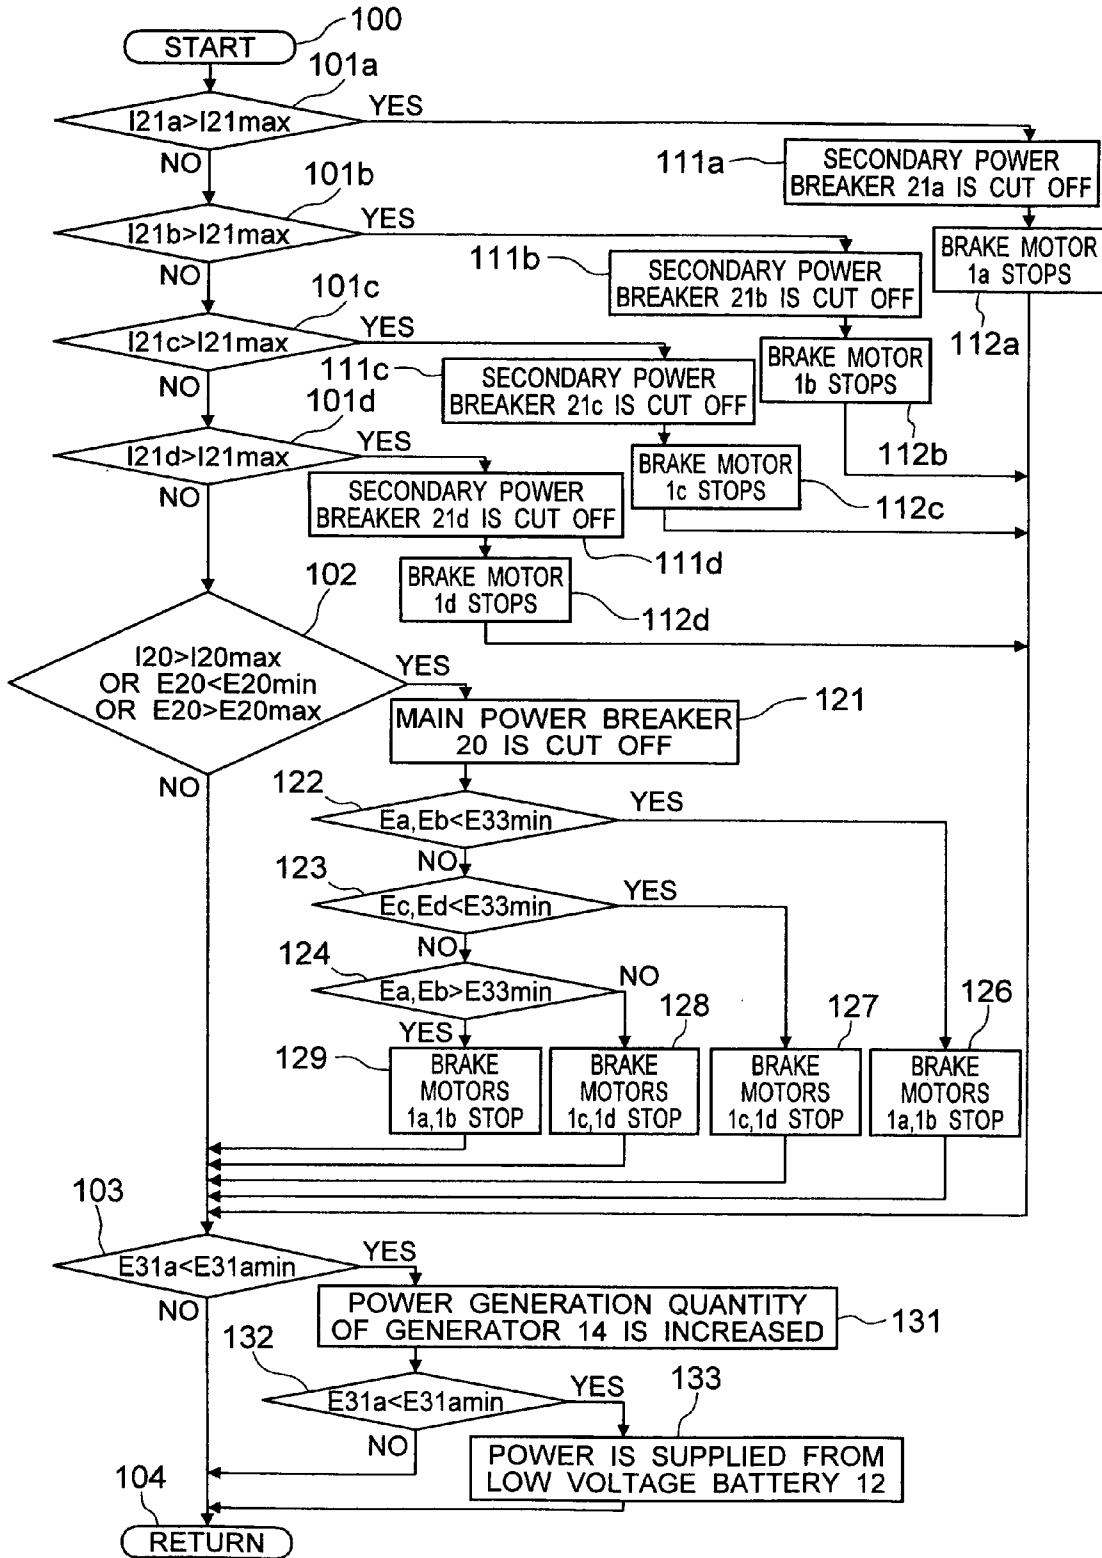 100
START
101a
I21a>I21max
YES
NO
111a
SECONDARY POWER
BREAKER 21a IS CUT OFF
101b
I21b>I21max
YES
NO
BRAKE MOTOR
1a STOPS
112a
111b
SECONDARY POWER
BREAKER 21b IS CUT OFF
101c
I21c>I21max
YES
NO
BRAKE MOTOR
1b STOPS
112b
111c
SECONDARY POWER
BREAKER 21c IS CUT OFF
101d
I21d>I21max
YES
NO
BRAKE MOTOR
1c STOPS
112c
SECONDARY POWER
BREAKER 21d IS CUT OFF
111d
BRAKE MOTOR
1d STOPS
112d
102
I20>I20max
OR E20<E20min
OR E20>E20max
YES
NO
MAIN POWER BREAKER
20 IS CUT OFF
121
122
Ea,Eb<E33min
YES
NO
123
Ec,Ed<E33min
YES
NO
124
Ea,Eb>E33min
NO
YES
129
BRAKE
MOTORS
1a,1b STOP
128
BRAKE
MOTORS
1c,1d STOP
127
BRAKE
MOTORS
1c,1d STOP
126
BRAKE
MOTORS
1a,1b STOP
103
E31a<E31amin
YES
NO
POWER GENERATION QUANTITY
OF GENERATOR 14 IS INCREASED
131
132
E31a<E31amin
YES
NO
133
POWER IS SUPPLIED FROM
LOW VOLTAGE BATTERY 12
104
RETURN